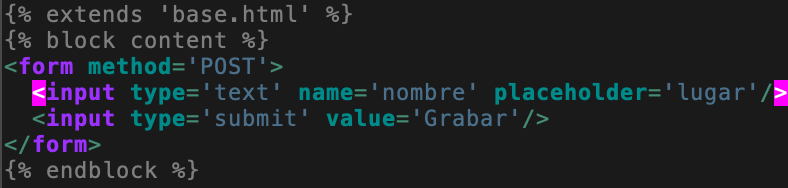 {% extends 'base.html' %}
{% block content %}
<form method='POST'>
  <input type='text' name='nombre' placeholder='lugar'/>
  <input type='submit' value='Grabar'/>
</form>
{% endblock %}